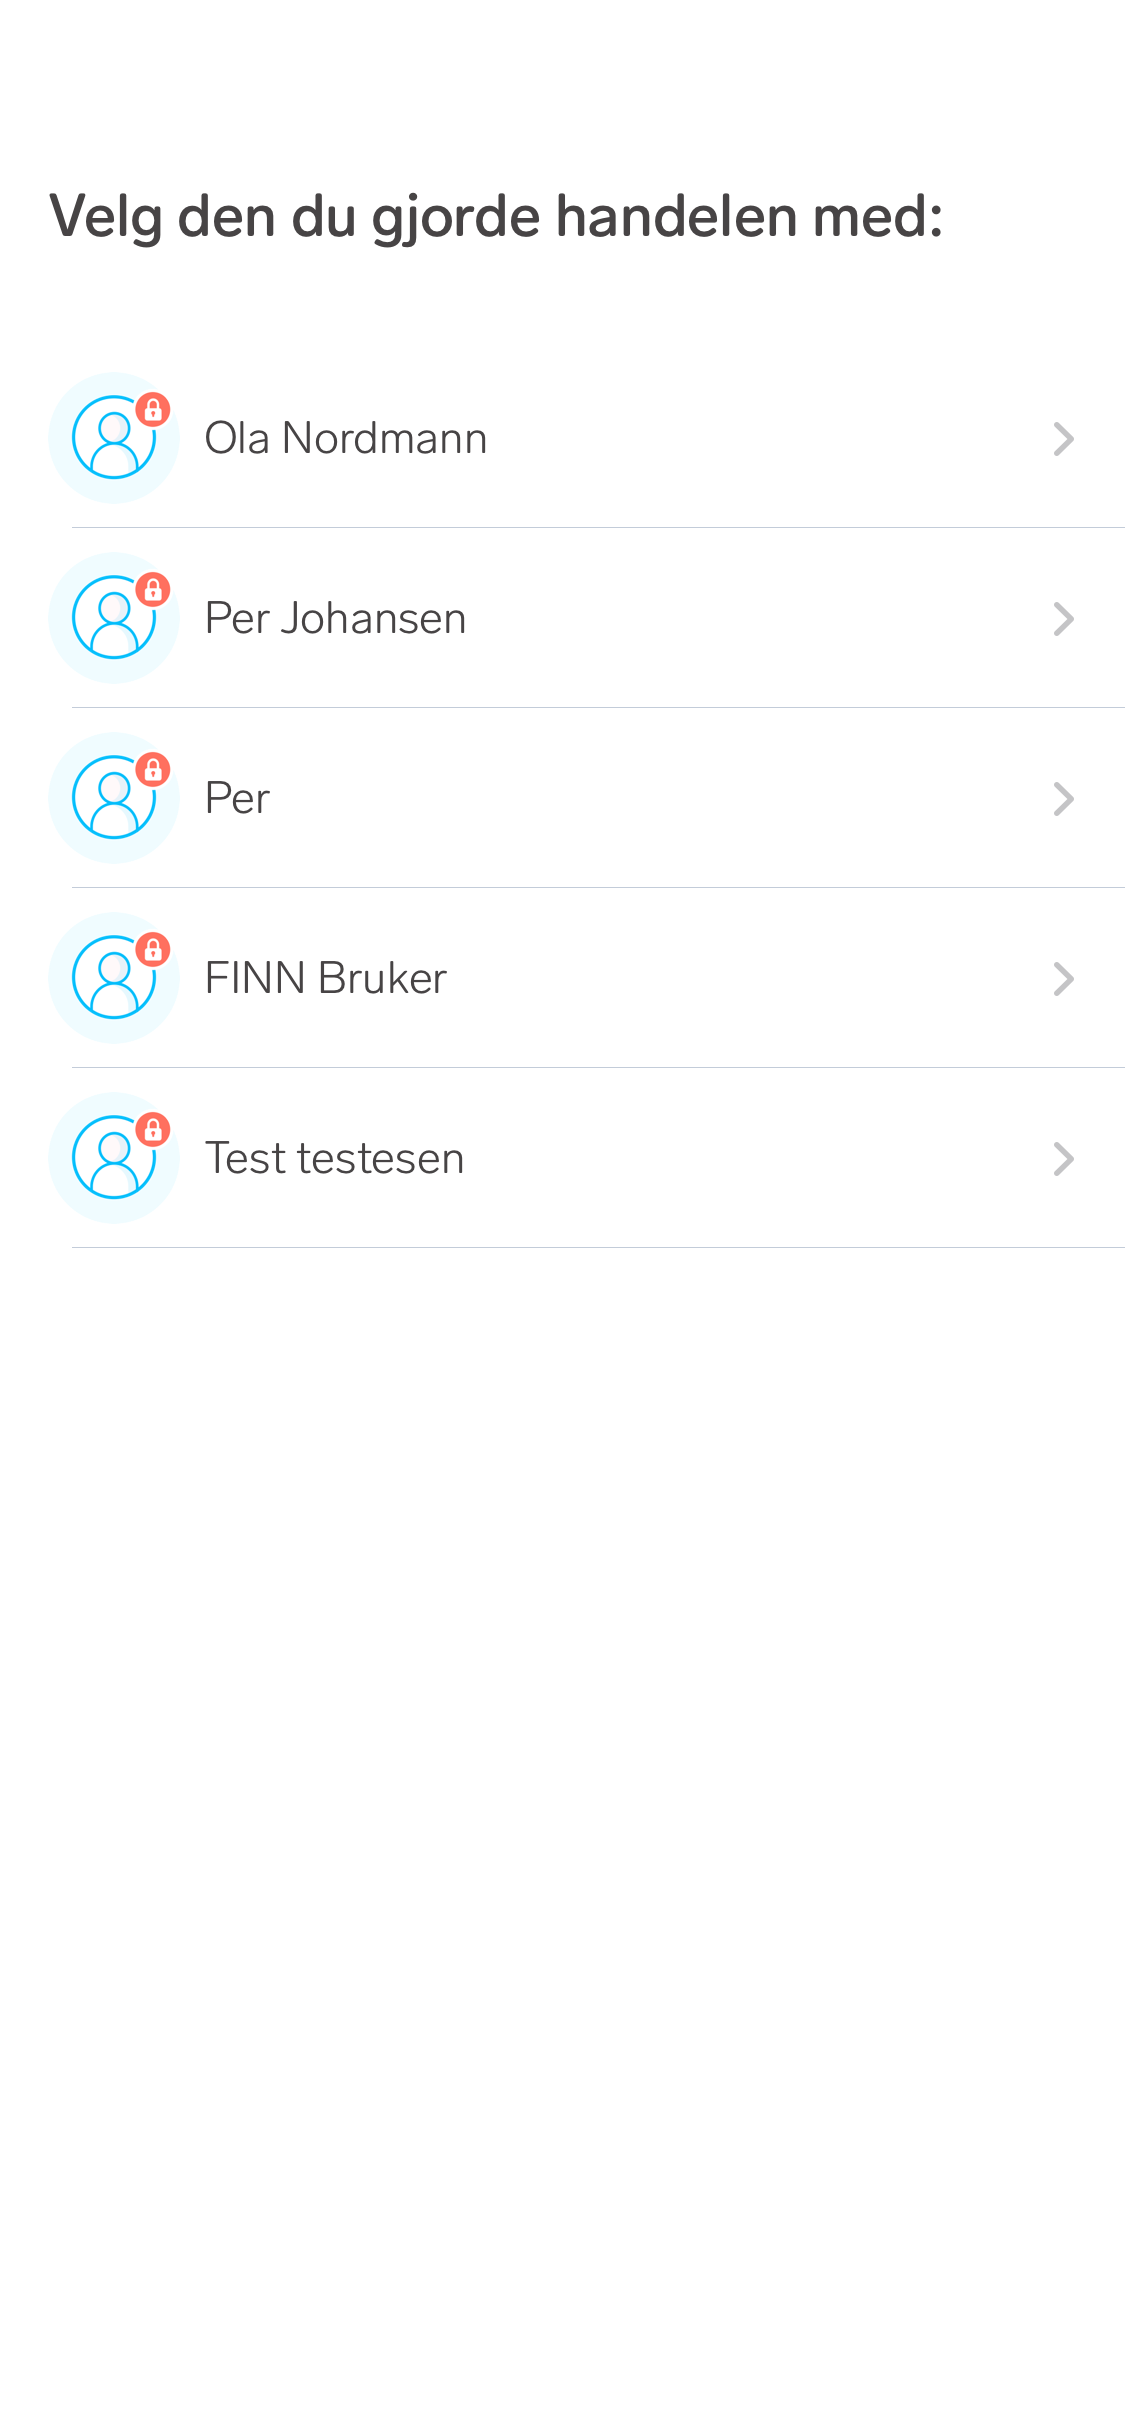 Velg den du gjorde handelen med:
Ola Nordmann
Per Johansen
Per
FINN Bruker
Test testesen